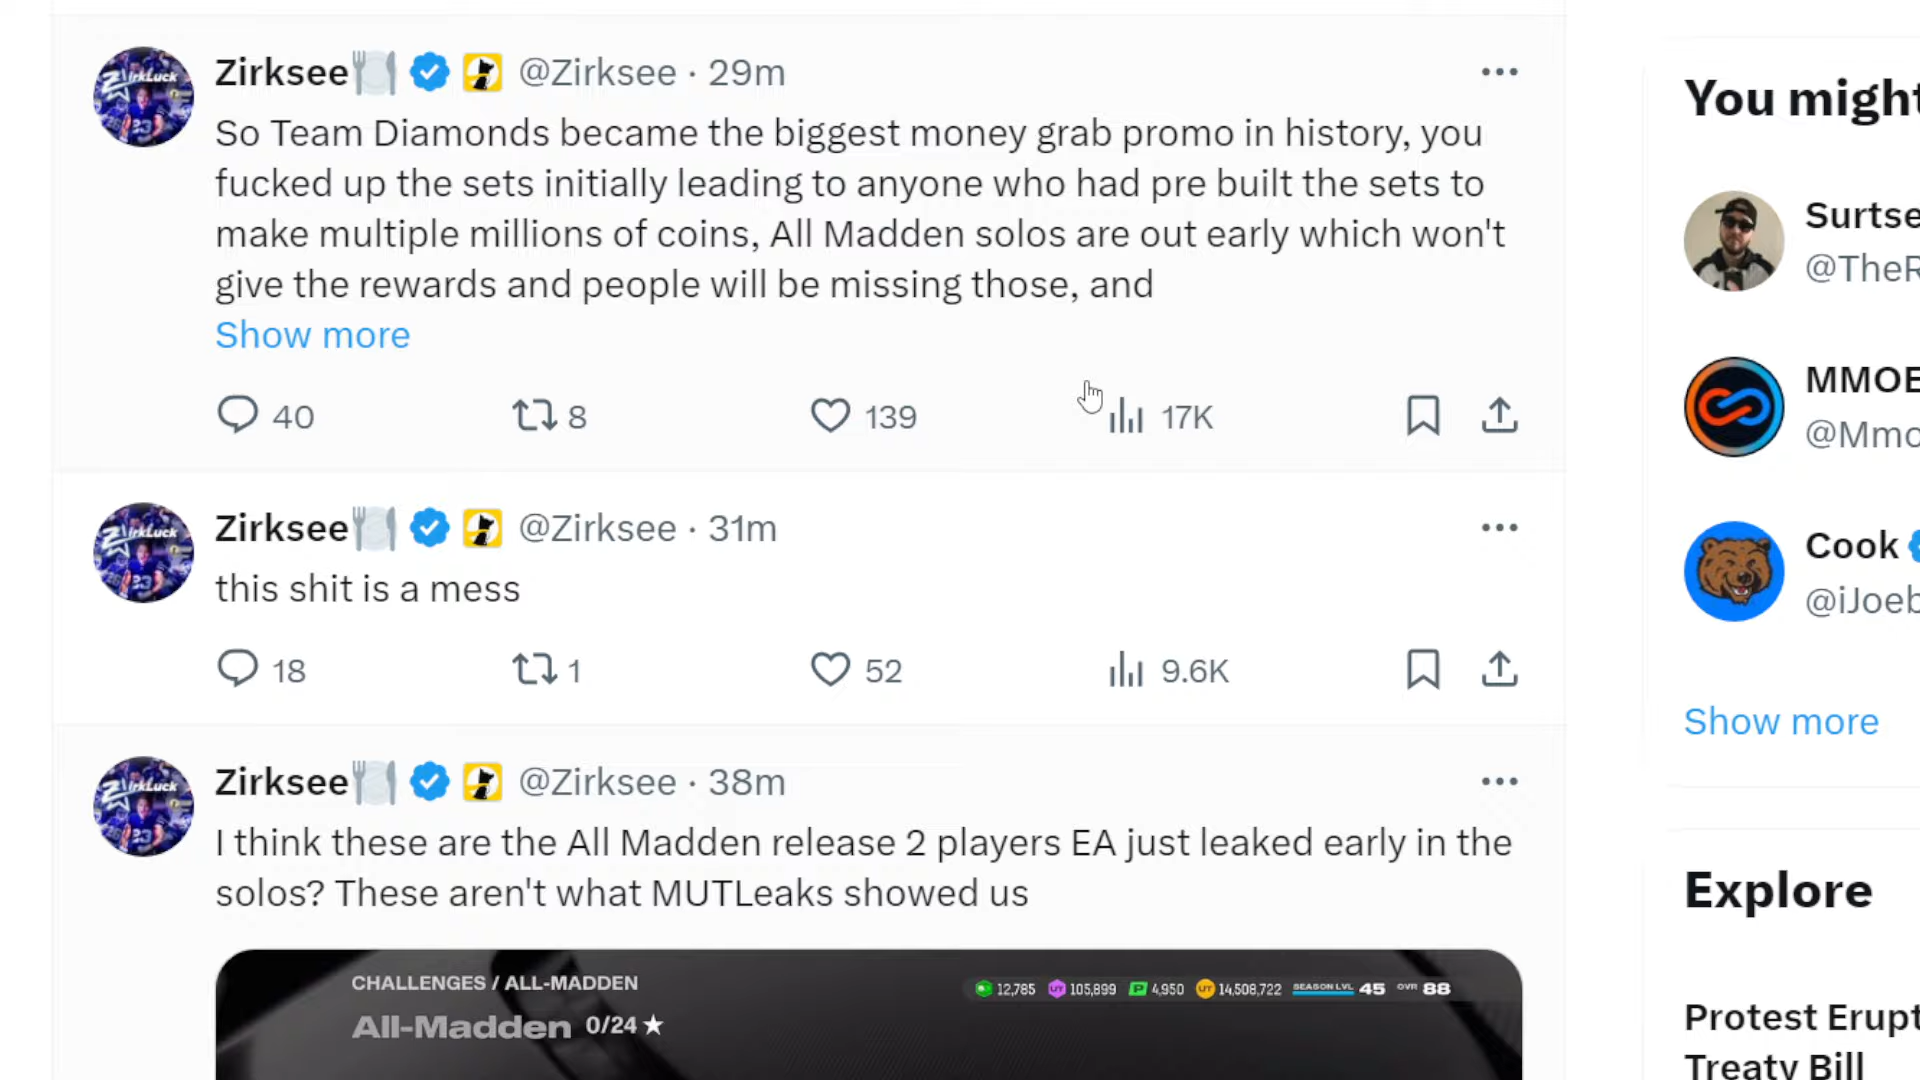 Zirksee @Zirksee · 29m
So Team Diamonds became the biggest money grab promo in history, you
fucked up the sets initially leading to anyone who had pre built the sets to
make multiple millions of coins, All Madden solos are out early which won't
give the rewards and people will be missing those, and
Show more
40 8 139 17K
Zirksee @Zirksee · 31m
this shit is a mess
18 1 52 9.6K
Zirksee @Zirksee · 38m
I think these are the All Madden release 2 players EA just leaked early in the
solos? These aren't what MUTLeaks showed us
CHALLENGES / ALL-MADDEN
12,785 UT 105,899 P 4,950 UT 14,508,722 SEASON LVL 45 OVR 88
All-Madden 0/24
You might
Surtse
@TheR
MMOE
@Mmo
Cook
@iJoeb
Show more
Explore
Protest Erupt
Treaty Bill